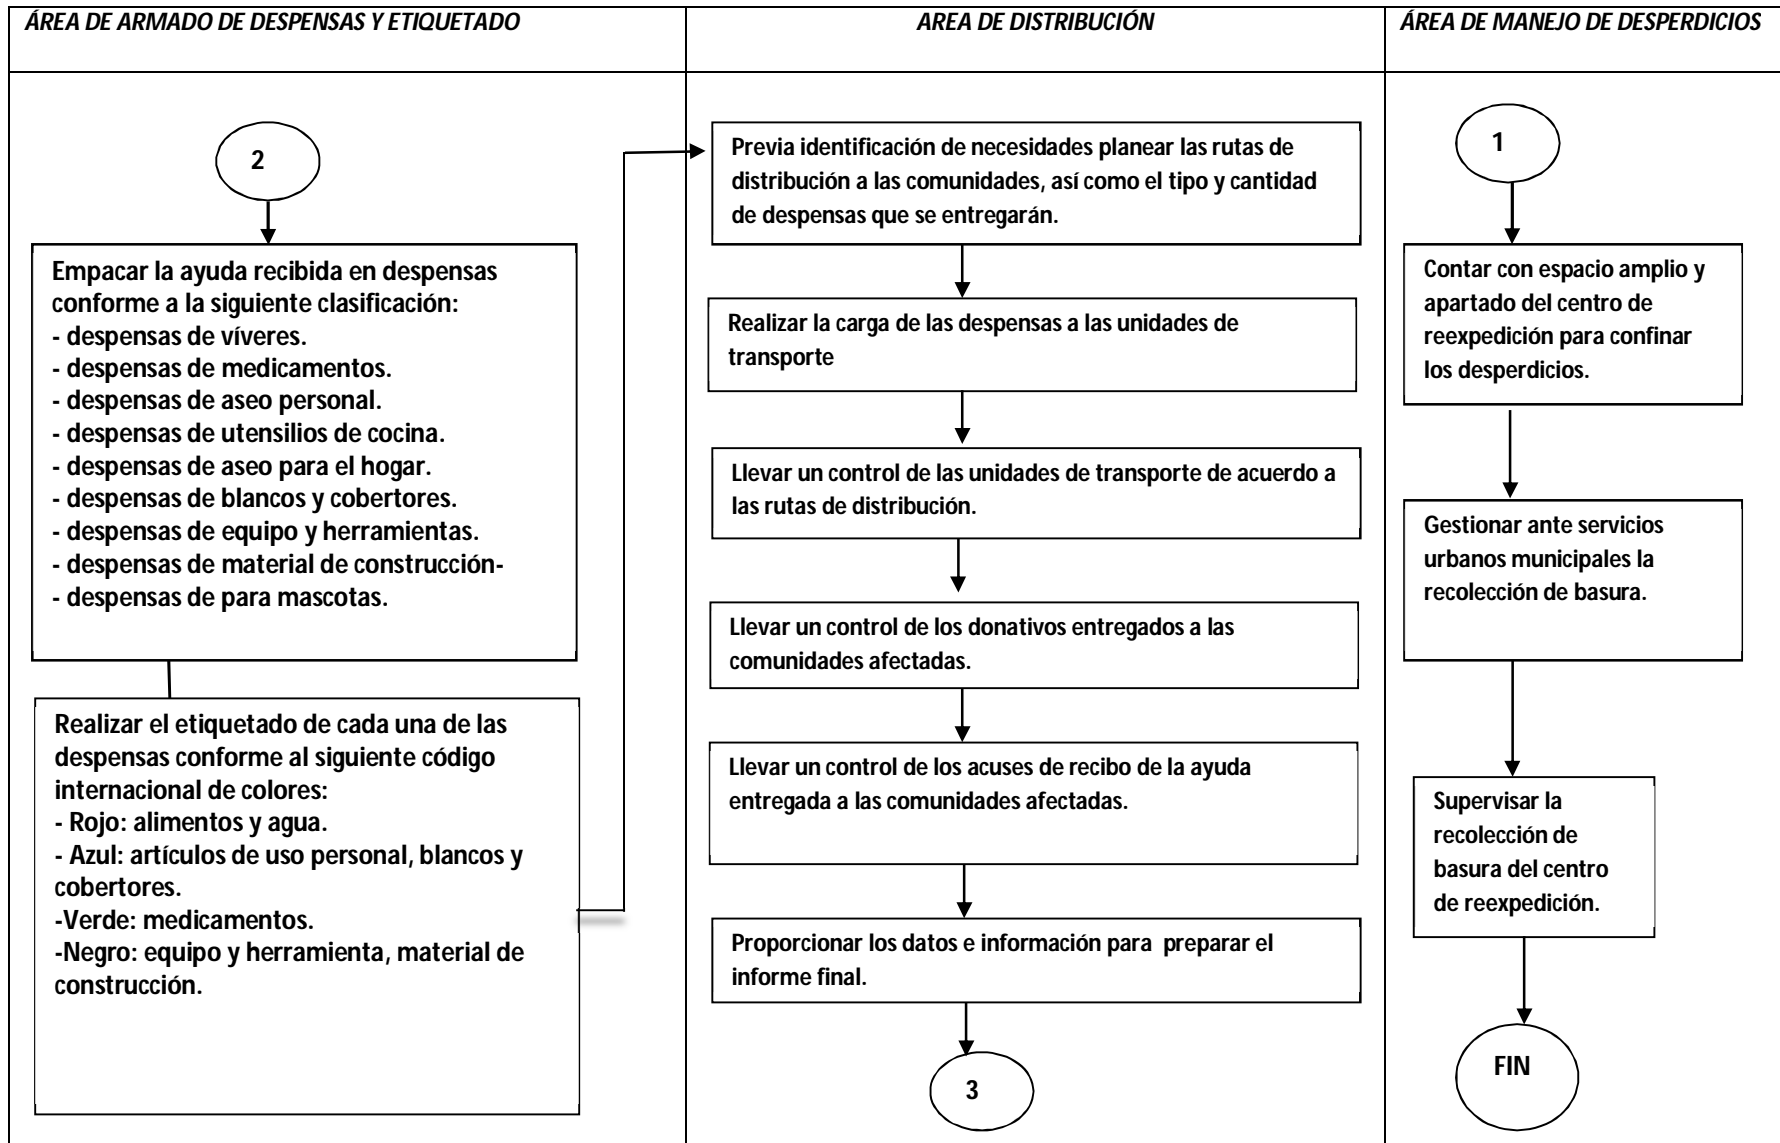 ÁREA DE ARMADO DE DESPENSAS Y ETIQUETADO
AREA DE DISTRIBUCIÓN
ÁREA DE MANEJO DE DESPERDICIOS
2
Empacar la ayuda recibida en despensas
conforme a la siguiente clasificación:
- despensas de víveres.
- despensas de medicamentos.
- despensas de aseo personal.
- despensas de utensilios de cocina.
- despensas de aseo para el hogar.
- despensas de blancos y cobertores.
- despensas de equipo y herramientas.
- despensas de material de construcción-
- despensas de para mascotas.
Realizar el etiquetado de cada una de las
despensas conforme al siguiente código
internacional de colores:
- Rojo: alimentos y agua.
- Azul: artículos de uso personal, blancos y
cobertores.
-Verde: medicamentos.
-Negro: equipo y herramienta, material de
construcción.
Previa identificación de necesidades planear las rutas de
distribución a las comunidades, así como el tipo y cantidad
de despensas que se entregarán.
Realizar la carga de las despensas a las unidades de
transporte
Llevar un control de las unidades de transporte de acuerdo a
las rutas de distribución.
Llevar un control de los donativos entregados a las
comunidades afectadas.
Llevar un control de los acuses de recibo de la ayuda
entregada a las comunidades afectadas.
Proporcionar los datos e información para  preparar el
informe final.
3
1
Contar con espacio amplio y
apartado del centro de
reexpedición para confinar
los desperdicios.
Gestionar ante servicios
urbanos municipales la
recolección de basura.
Supervisar la
recolección de
basura del centro
de reexpedición.
FIN